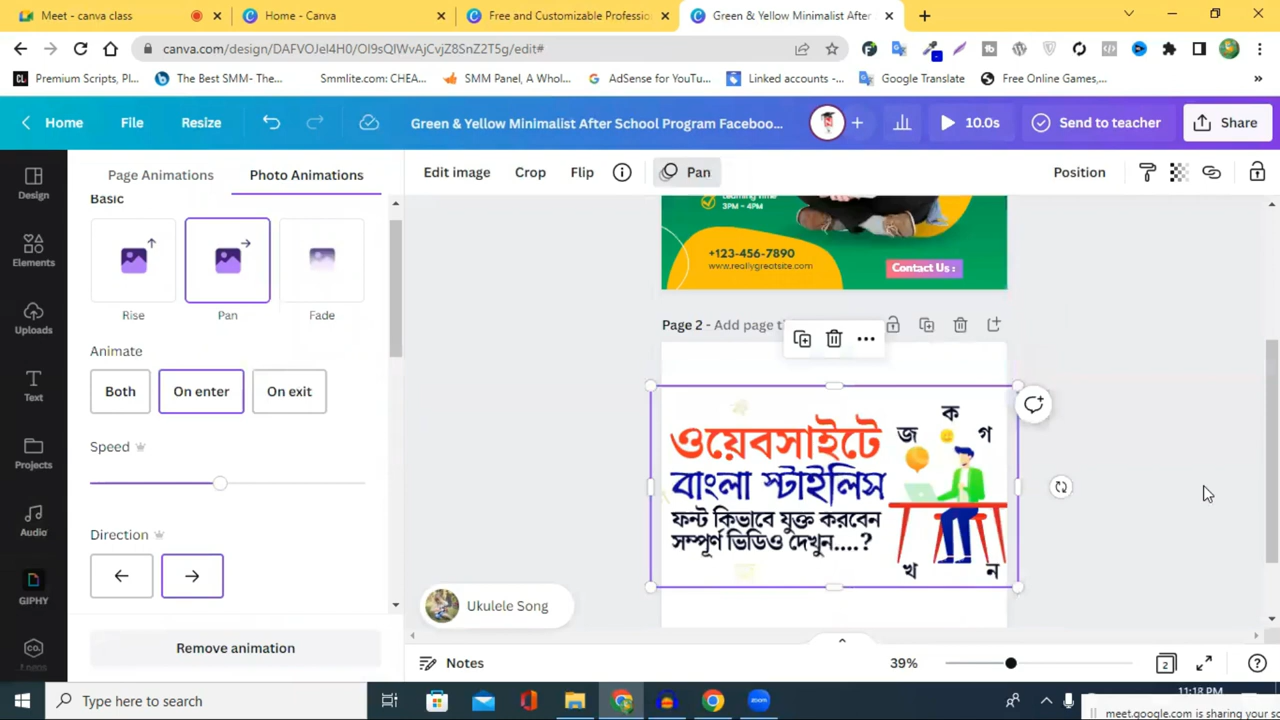 Meet - canva class
Home - Canva
Free and Customizable Professio
Green & Yellow Minimalist After
canva.com/design/DAFVOJel4H0/OI9sQIWvAjCvjZ8SnZ2T5g/edit#
Premium Scripts, Pl...
The Best SMM- The...
Smmlite.com: CHEA...
SMM Panel, A Whol...
AdSense for YouTu...
Linked accounts -...
Google Translate
Free Online Games,...
»
Home
File
Resize
Green & Yellow Minimalist After School Program Faceboo...
10.0s
Send to teacher
Share
Design
Elements
Uploads
Text
Projects
Audio
GIPHY
Page Animations
Photo Animations
Basic
Rise
Pan
Fade
Animate
Both
On enter
On exit
Speed
Direction
Remove animation
Edit image
Crop
Flip
Pan
Position
Learning Time
3PM - 4PM
+123-456-7890
www.reallygreatsite.com
Contact Us :
Page 2 - Add page t
ওয়েবসাইটে
বাংলা স্টাইলিস
ফন্ট কিভাবে যুক্ত করবেন
সম্পূর্ণ ভিডিও দেখুন....?
ক
জ
গ
খ
ন
Ukulele Song
Notes
39%
2
Type here to search
11:18 PM
meet.google.com is sharing your sc